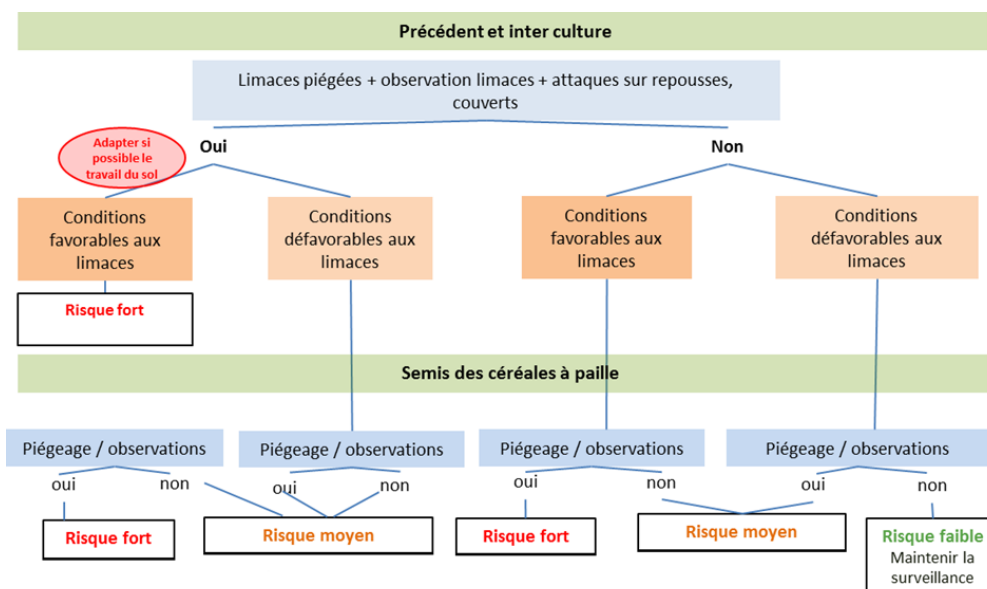 Précédent et inter culture
Limaces piégées + observation limaces + attaques sur repousses,
couverts
Adapter si
possible le
travail du sol
Oui
Non
Conditions
favorables aux
limaces
Conditions
défavorables aux
limaces
Conditions
favorables aux
limaces
Conditions
défavorables aux
limaces
Risque fort
Semis des céréales à paille
Piégeage / observations
Piégeage / observations
Piégeage / observations
Piégeage / observations
oui
non
oui
non
oui
non
oui
non
Risque fort
Risque moyen
Risque fort
Risque moyen
Risque faible
Maintenir la
surveillance